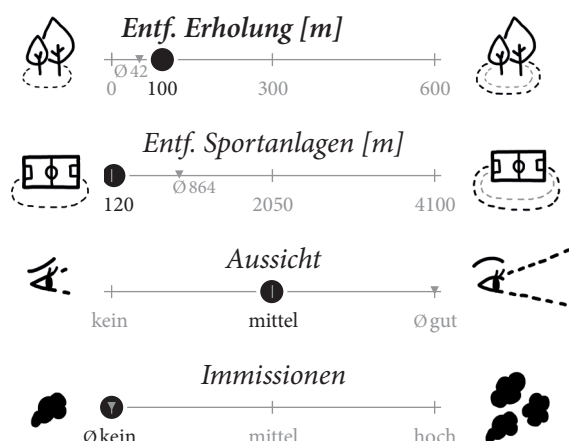 Entf. Erholung [m]
Ø 42
0 100 300 600
Entf. Sportanlagen [m]
Ø 864
120 2050 4100
Aussicht
kein mittel Ø gut
Immissionen
Ø kein mittel hoch